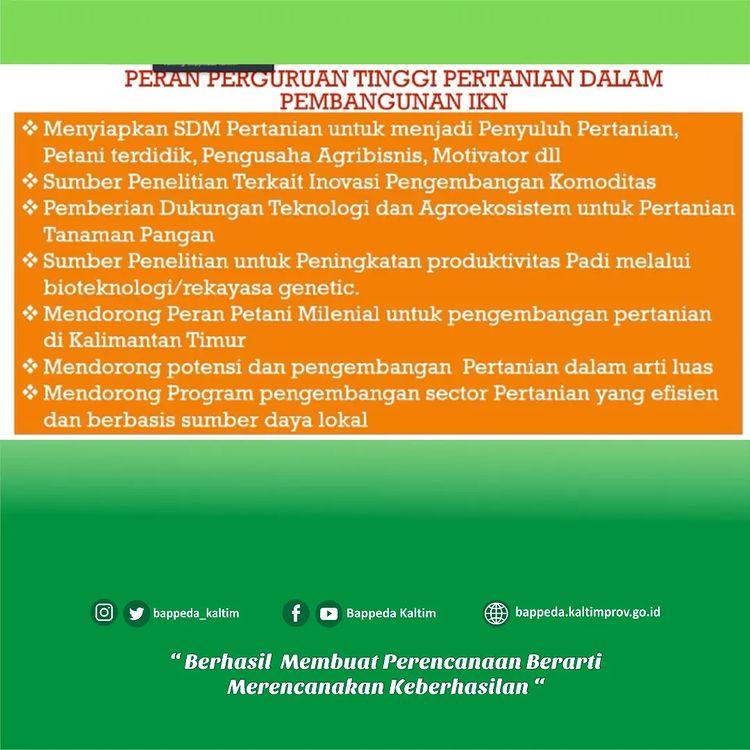 PERAN PERGURUAN TINGGI PERTANIAN DALAM
PEMBANGUNAN IKN
❖ Menyiapkan SDM Pertanian untuk menjadi Penyuluh Pertanian,
Petani terdidik, Pengusaha Agribisnis, Motivator dll
❖ Sumber Penelitian Terkait Inovasi Pengembangan Komoditas
❖ Pemberian Dukungan Teknologi dan Agroekosistem untuk Pertanian
Tanaman Pangan
❖ Sumber Penelitian untuk Peningkatan produktivitas Padi melalui
bioteknologi/rekayasa genetic.
❖ Mendorong Peran Petani Milenial untuk pengembangan pertanian
di Kalimantan Timur
❖ Mendorong potensi dan pengembangan Pertanian dalam arti luas
❖ Mendorong Program pengembangan sector Pertanian yang efisien
dan berbasis sumber daya lokal
bappeda_kaltim Bappeda Kaltim bappeda.kaltimprov.go.id
“ Berhasil Membuat Perencanaan Berarti
Merencanakan Keberhasilan “